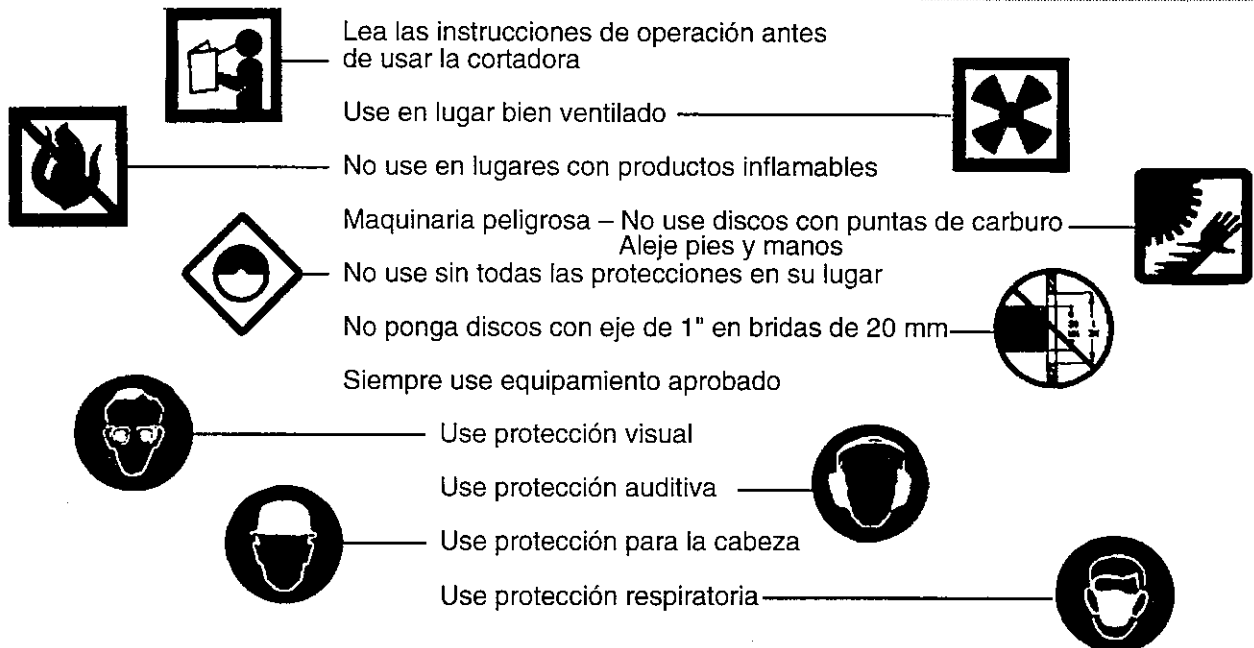 Lea las instrucciones de operación antes
de usar la cortadora
Use en lugar bien ventilado
No use en lugares con productos inflamables
Maquinaria peligrosa – No use discos con puntas de carburo
Aleje pies y manos
No use sin todas las protecciones en su lugar
No ponga discos con eje de 1" en bridas de 20 mm
Siempre use equipamiento aprobado
Use protección visual
Use protección auditiva
Use protección para la cabeza
Use protección respiratoria